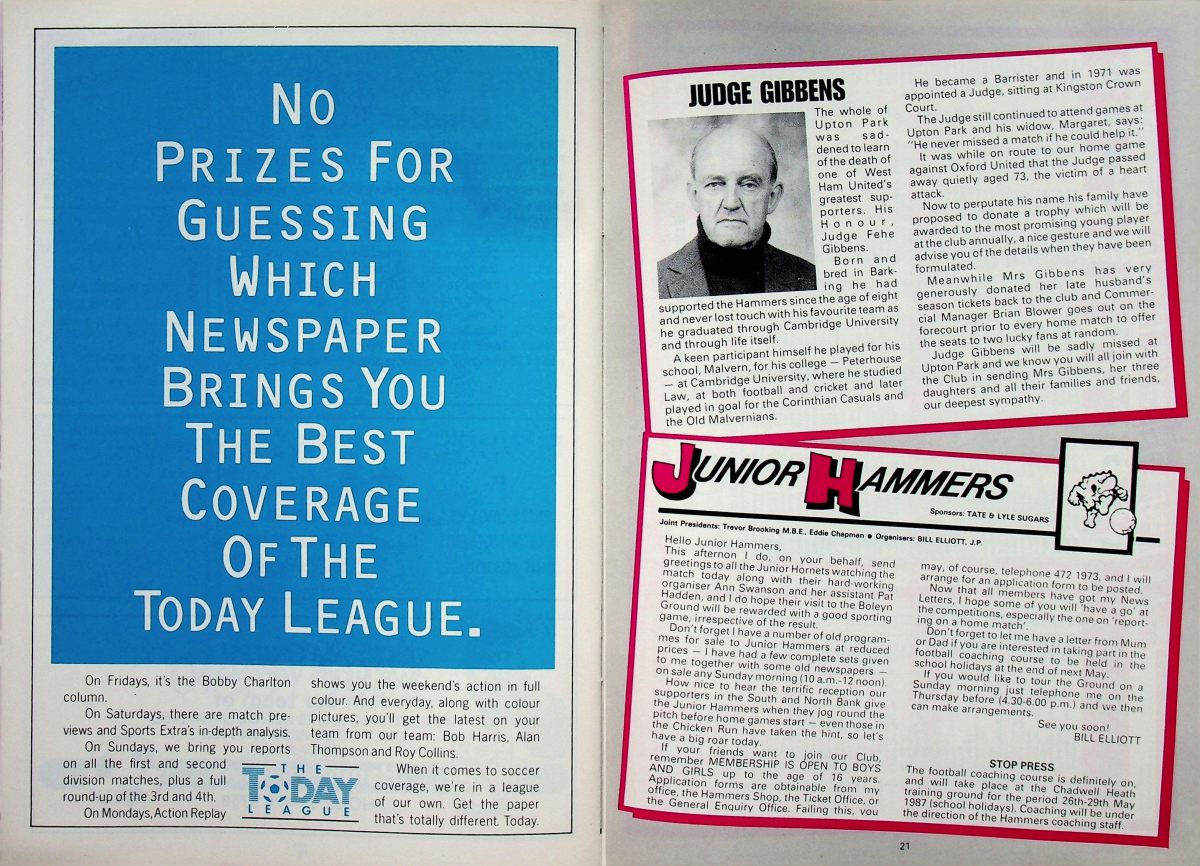 NO
PRIZES FOR
GUESSING
WHICH
NEWSPAPER
BRINGS YOU
THE BEST
COVERAGE
OF THE
TODAY LEAGUE.
On Fridays, it's the Bobby Charlton
column.
On Saturdays, there are match pre-
views and Sports Extra's in-depth analysis.
On Sundays, we bring you reports
on all the first and second
division matches, plus a full
round-up of the 3rd and 4th.
On Mondays, Action Replay
shows you the weekend's action in full
colour. And everyday, along with colour
pictures, you'll get the latest on your
team from our team: Bob Harris, Alan
Thompson and Roy Collins.
When it comes to soccer
coverage, we're in a league
of our own. Get the paper
that's totally different. Today.
THE
TODAY
LEAGUE
JUDGE GIBBENS
The whole of
Upton Park
was sad-
dened to learn
of the death of
one of West
Ham United's
greatest sup-
porters. His
Honour,
Judge Fehe
Gibbens.
Born and
bred in Bark-
ing he had
supported the Hammers since the age of eight
and never lost touch with his favourite team as
he graduated through Cambridge University
and through life itself.
A keen participant himself he played for his
school, Malvern, for his college — Peterhouse
— at Cambridge University, where he studied
Law, at both football and cricket and later
played in goal for the Corinthian Casuals and
the Old Malvernians.
He became a Barrister and in 1971 was
appointed a Judge, sitting at Kingston Crown
Court.
The Judge still continued to attend games at
Upton Park and his widow, Margaret, says:
"He never missed a match if he could help it."
It was while on route to our home game
against Oxford United that the Judge passed
away quietly aged 73, the victim of a heart
attack.
Now to perputate his name his family have
proposed to donate a trophy which will be
awarded to the most promising young player
at the club annually, a nice gesture and we will
advise you of the details when they have been
formulated.
Meanwhile Mrs Gibbens has very
generously donated her late husband's
season tickets back to the club and Commer-
cial Manager Brian Blower goes out on the
forecourt prior to every home match to offer
the seats to two lucky fans at random.
Judge Gibbens will be sadly missed at
Upton Park and we know you will all join with
the Club in sending Mrs Gibbens, her three
daughters and all their families and friends,
our deepest sympathy.
JUNIOR HAMMERS
Sponsors: TATE & LYLE SUGARS
Joint Presidents: Trevor Brooking M.B.E., Eddie Chapman ● Organisers: BILL ELLIOTT, J.P.
Hello Junior Hammers,
This afternon I do, on your behalf, send
greetings to all the Junior Hornets watching the
match today along with their hard-working
organiser Ann Swanson and her assistant Pat
Hadden, and I do hope their visit to the Boleyn
Ground will be rewarded with a good sporting
game, irrespective of the result.
Don't forget I have a number of old program-
mes for sale to Junior Hammers at reduced
prices — I have had a few complete sets given
to me together with some old newspapers —
on sale any Sunday morning (10 a.m.-12 noon).
How nice to hear the terrific reception our
supporters in the South and North Bank give
the Junior Hammers when they jog round the
pitch before home games start — even those in
the Chicken Run have taken the hint, so let's
have a big roar today.
If your friends want to join our Club,
remember MEMBERSHIP IS OPEN TO BOYS
AND GIRLS up to the age of 16 years.
Application forms are obtainable from my
office, the Hammers Shop, the Ticket Office, or
the General Enquiry Office. Failing this, you
may, of course, telephone 472 1973, and I will
arrange for an application form to be posted.
Now that all members have got my News
Letters, I hope some of you will 'have a go' at
the competitions, especially the one on 'report-
ing on a home match'.
Don't forget to let me have a letter from Mum
or Dad if you are interested in taking part in the
football coaching course to be held in the
school holidays at the end of next May.
If you would like to tour the Ground on a
Sunday morning just telephone me on the
Thursday before (4.30-6.00 p.m.) and we then
can make arrangements.
See you soon!
BILL ELLIOTT
STOP PRESS
The football coaching course is definitely on,
and will take place at the Chadwell Heath
training ground for the period 26th-29th May
1987 (school holidays). Coaching will be under
the direction of the Hammers coaching staff.
21